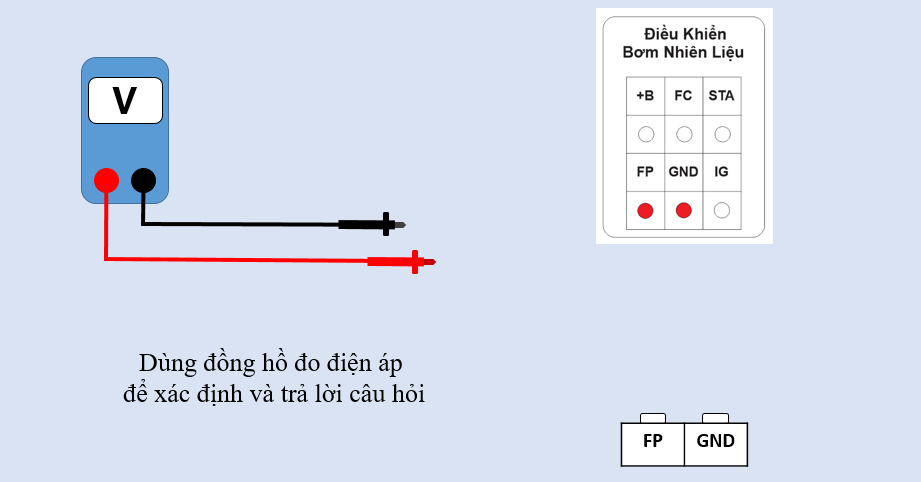 V
Điều Khiển
Bơm Nhiên Liệu
+B FC STA
FP GND IG
Dùng đồng hồ đo điện áp
để xác định và trả lời câu hỏi
FP GND